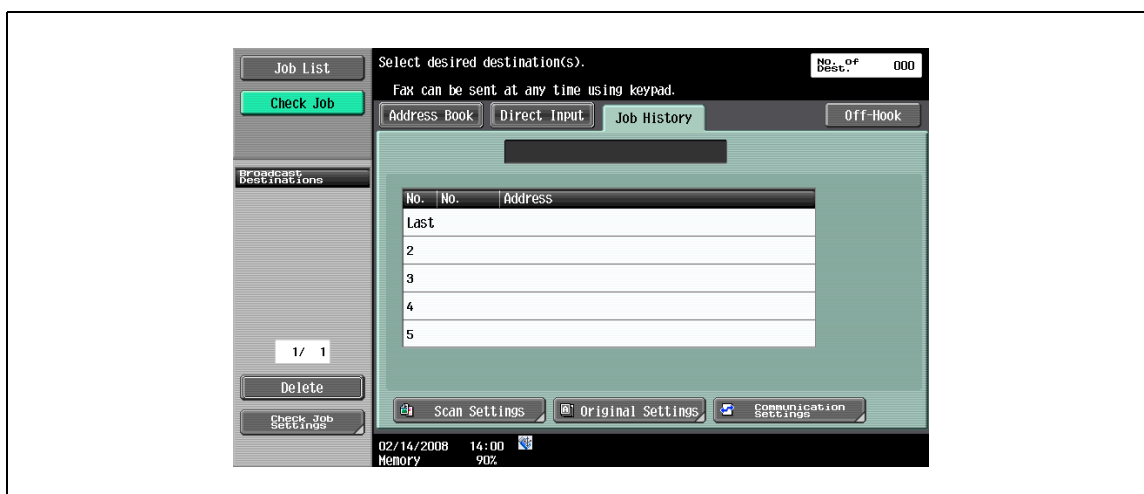 Job List
Check Job
Broadcast
Destinations
1/ 1
Delete
Check Job
Settings
Select desired destination(s).
No. of
Dest. 000
Fax can be sent at any time using keypad.
Address Book Direct Input Job History Off-Hook
No. No. Address
Last
2
3
4
5
Scan Settings Original Settings Communication
Settings
02/14/2008 14:00
Memory 90%